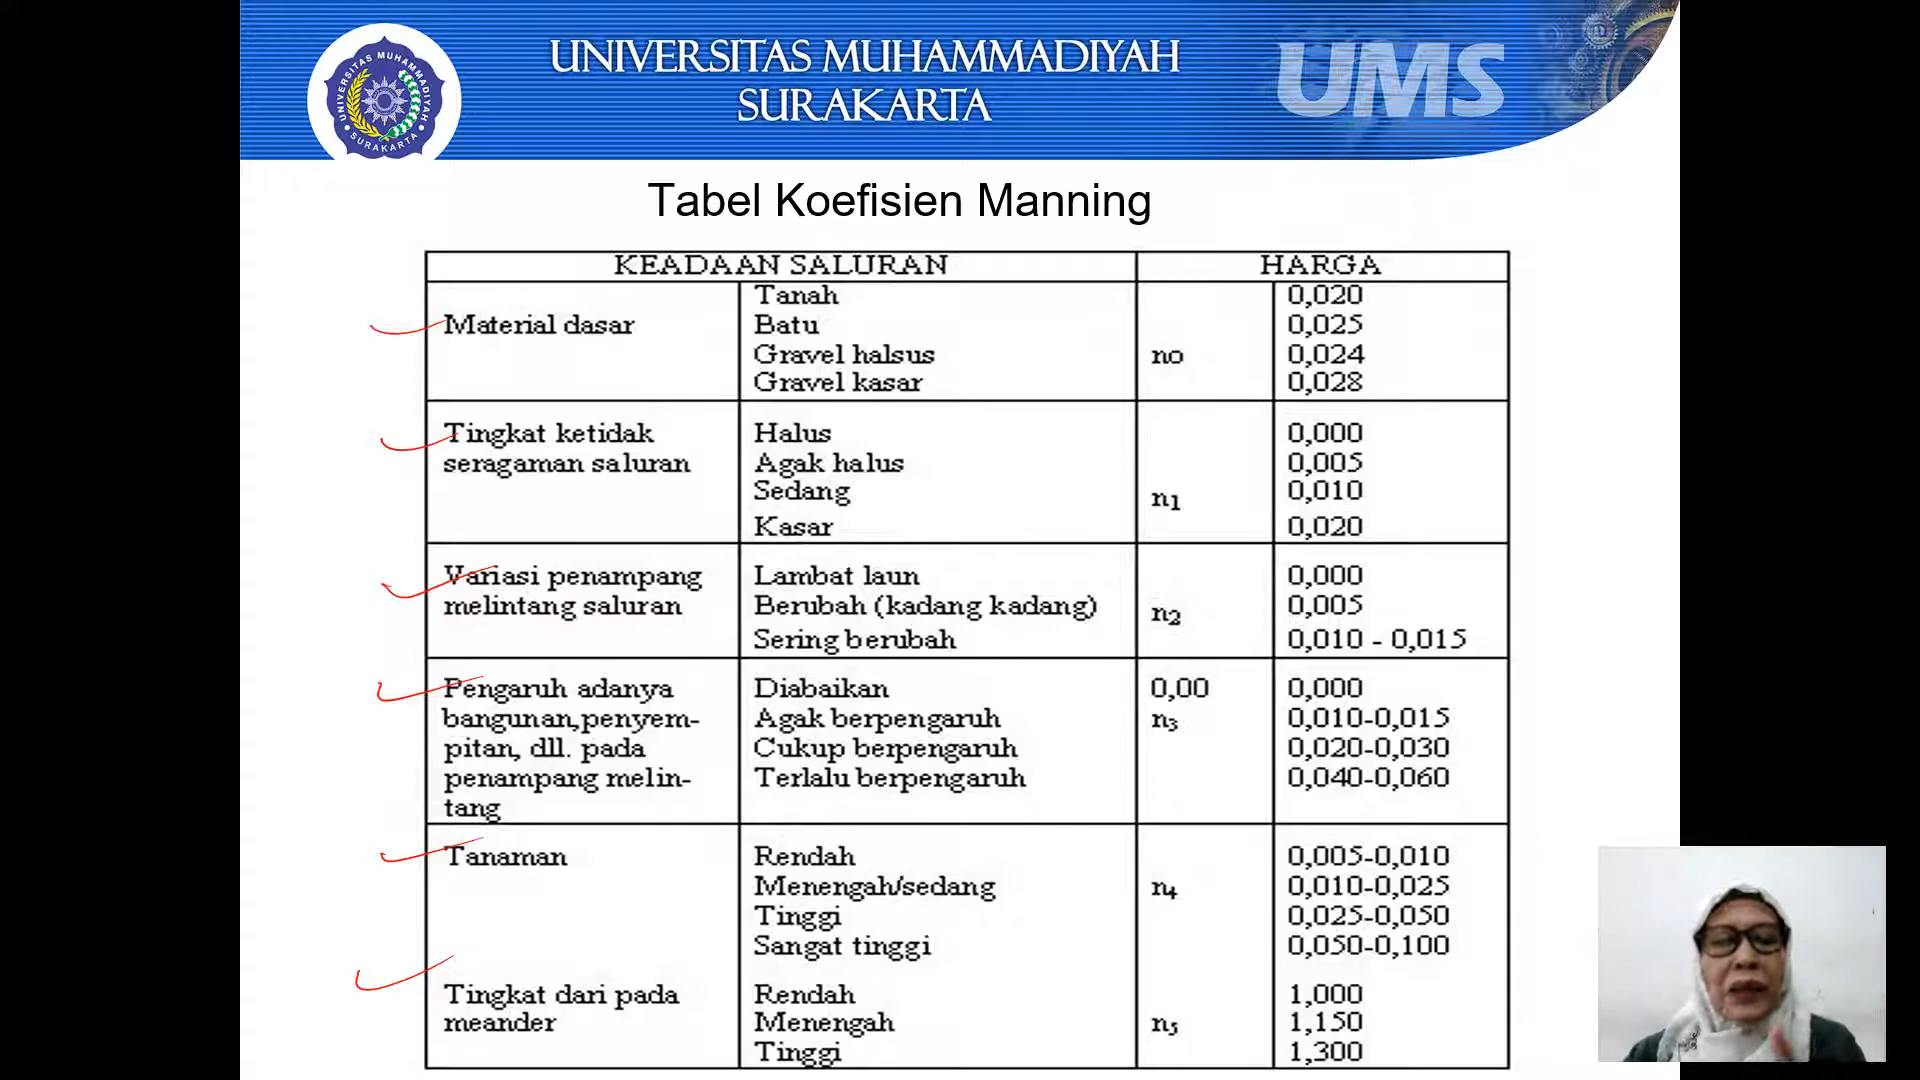 UNIVERSITAS MUHAMMADIYAH
SURAKARTA
UMS
UNIVERSITAS MUHAMMADIYAH
SURAKARTA
Tabel Koefisien Manning
KEADAAN SALURAN HARGA
Tanah 0,020
Material dasar Batu 0,025
Gravel halsus no 0,024
Gravel kasar 0,028
Tingkat ketidak Halus 0,000
seragaman saluran Agak halus 0,005
Sedang n1 0,010
Kasar 0,020
Variasi penampang Lambat laun 0,000
melintang saluran Berubah (kadang kadang) n2 0,005
Sering berubah 0,010 - 0,015
Pengaruh adanya Diabaikan 0,00 0,000
bangunan,penyem- Agak berpengaruh n3 0,010-0,015
pitan, dll. pada Cukup berpengaruh 0,020-0,030
penampang melin- Terlalu berpengaruh 0,040-0,060
tang
Tanaman Rendah 0,005-0,010
Menengah/sedang n4 0,010-0,025
Tinggi 0,025-0,050
Sangat tinggi 0,050-0,100
Tingkat dari pada Rendah 1,000
meander Menengah n5 1,150
Tinggi 1,300